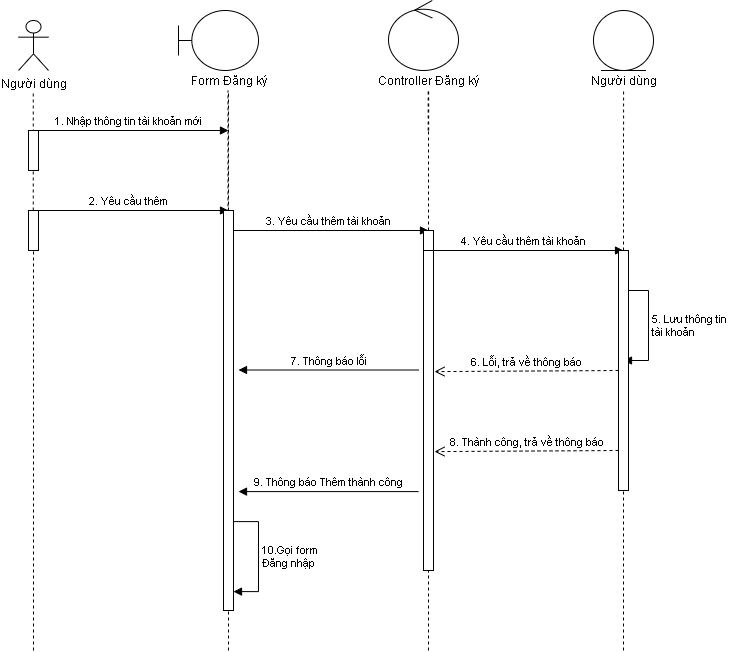 Người dùng
Form Đăng ký
Controller Đăng ký
Người dùng
1. Nhập thông tin tài khoản mới
2. Yêu cầu thêm
3. Yêu cầu thêm tài khoản
4. Yêu cầu thêm tài khoản
5. Lưu thông tin
tài khoản
7. Thông báo lỗi
6. Lỗi, trả về thông báo
8. Thành công, trả về thông báo
9. Thông báo Thêm thành công
10.Gọi form
Đăng nhập